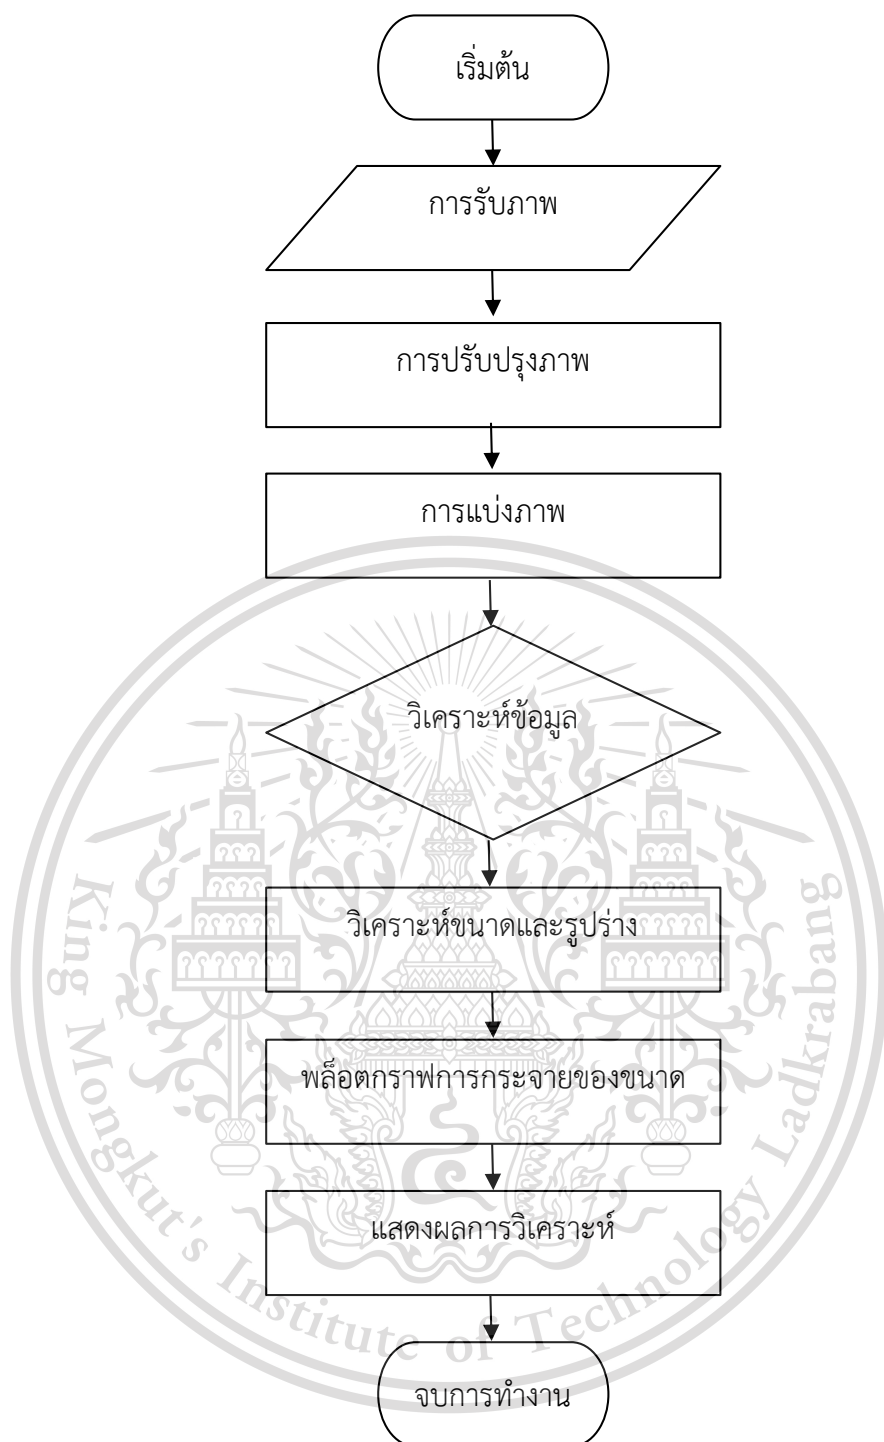 เริ่มต้น
การรับภาพ
การปรับปรุงภาพ
การแบ่งภาพ
วิเคราะห์ข้อมูล
วิเคราะห์ขนาดและรูปร่าง
พล็อตกราฟการกระจายของขนาด
แสดงผลการวิเคราะห์
จบการทำงาน
King Mongkut's Institute of Technology Ladkrabang